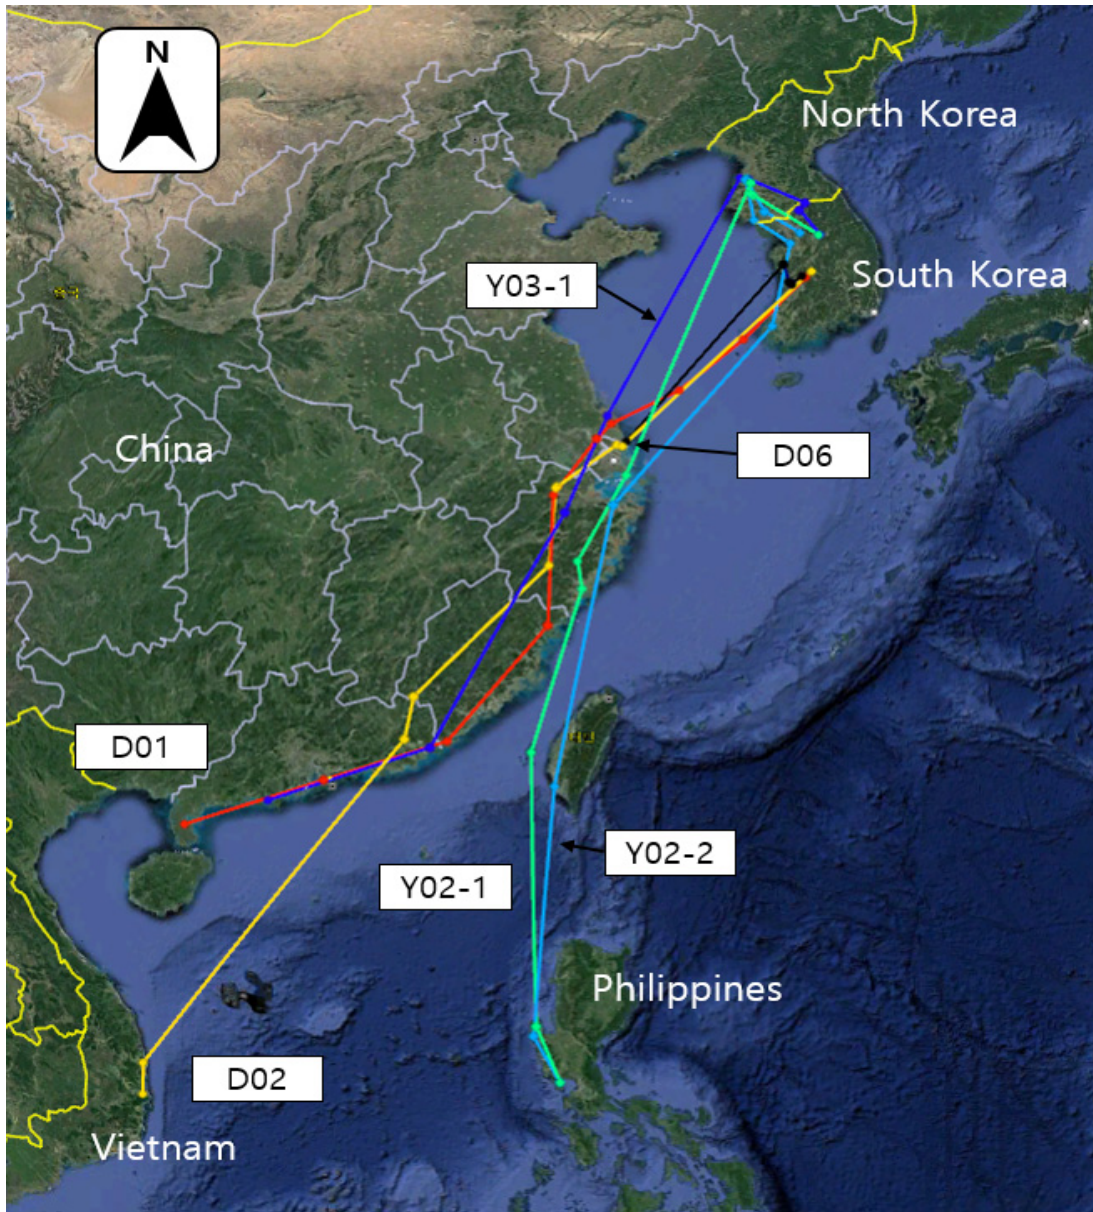 N
North Korea
South Korea
Y03-1
China
D06
D01
Y02-2
Y02-1
Philippines
D02
Vietnam